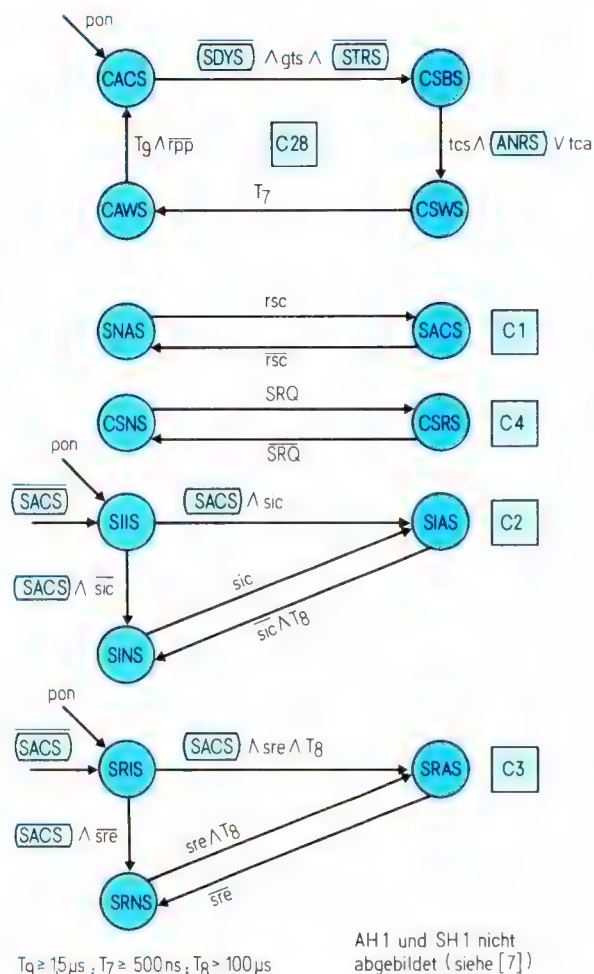 pon
CACS
(SDYS) ∧ gts ∧ (STRS)
CSBS
T9 ∧ rpp
C28
tcs ∧ (ANRS) ∨ tca
CAWS
T7
CSWS
SNAS
rsc
rsc
SACS
C1
CSNS
SRQ
SRQ
CSRS
C4
pon
(SACS)
SIIS
(SACS) ∧ sic
SIAS
C2
(SACS) ∧ sic
sic
sic ∧ T8
SINS
pon
(SACS)
SRIS
(SACS) ∧ sre ∧ T8
SRAS
C3
(SACS) ∧ sre
sre ∧ T8
sre
SRNS
T9 ≥ 1,5 µs ; T7 ≥ 500 ns ; T8 > 100 µs
AH 1 und SH 1 nicht
abgebildet ( siehe [7] )